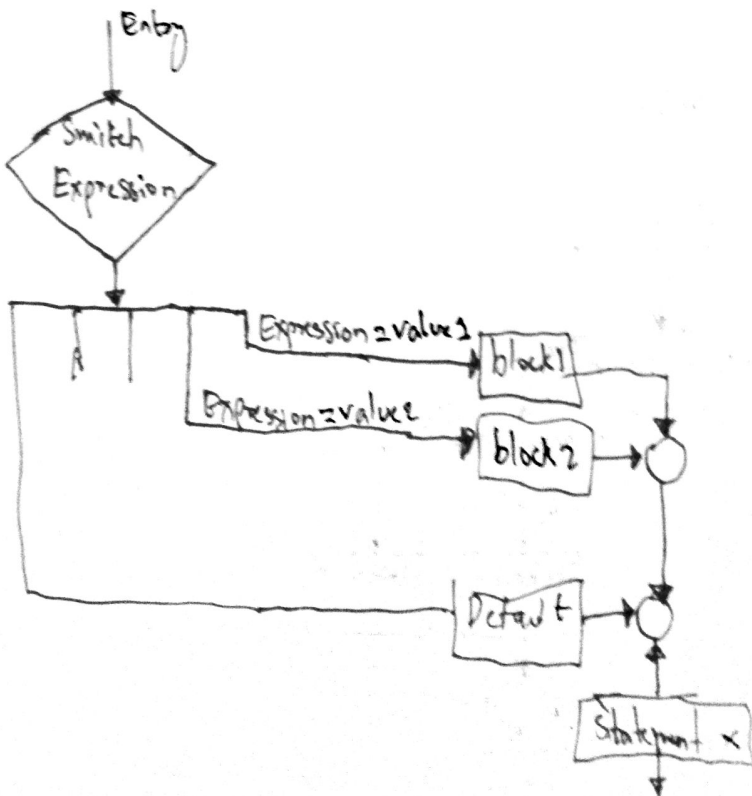 Entry
Switch
Expression
Expression=value1
block1
Expression=value2
block2
Default
Statement x